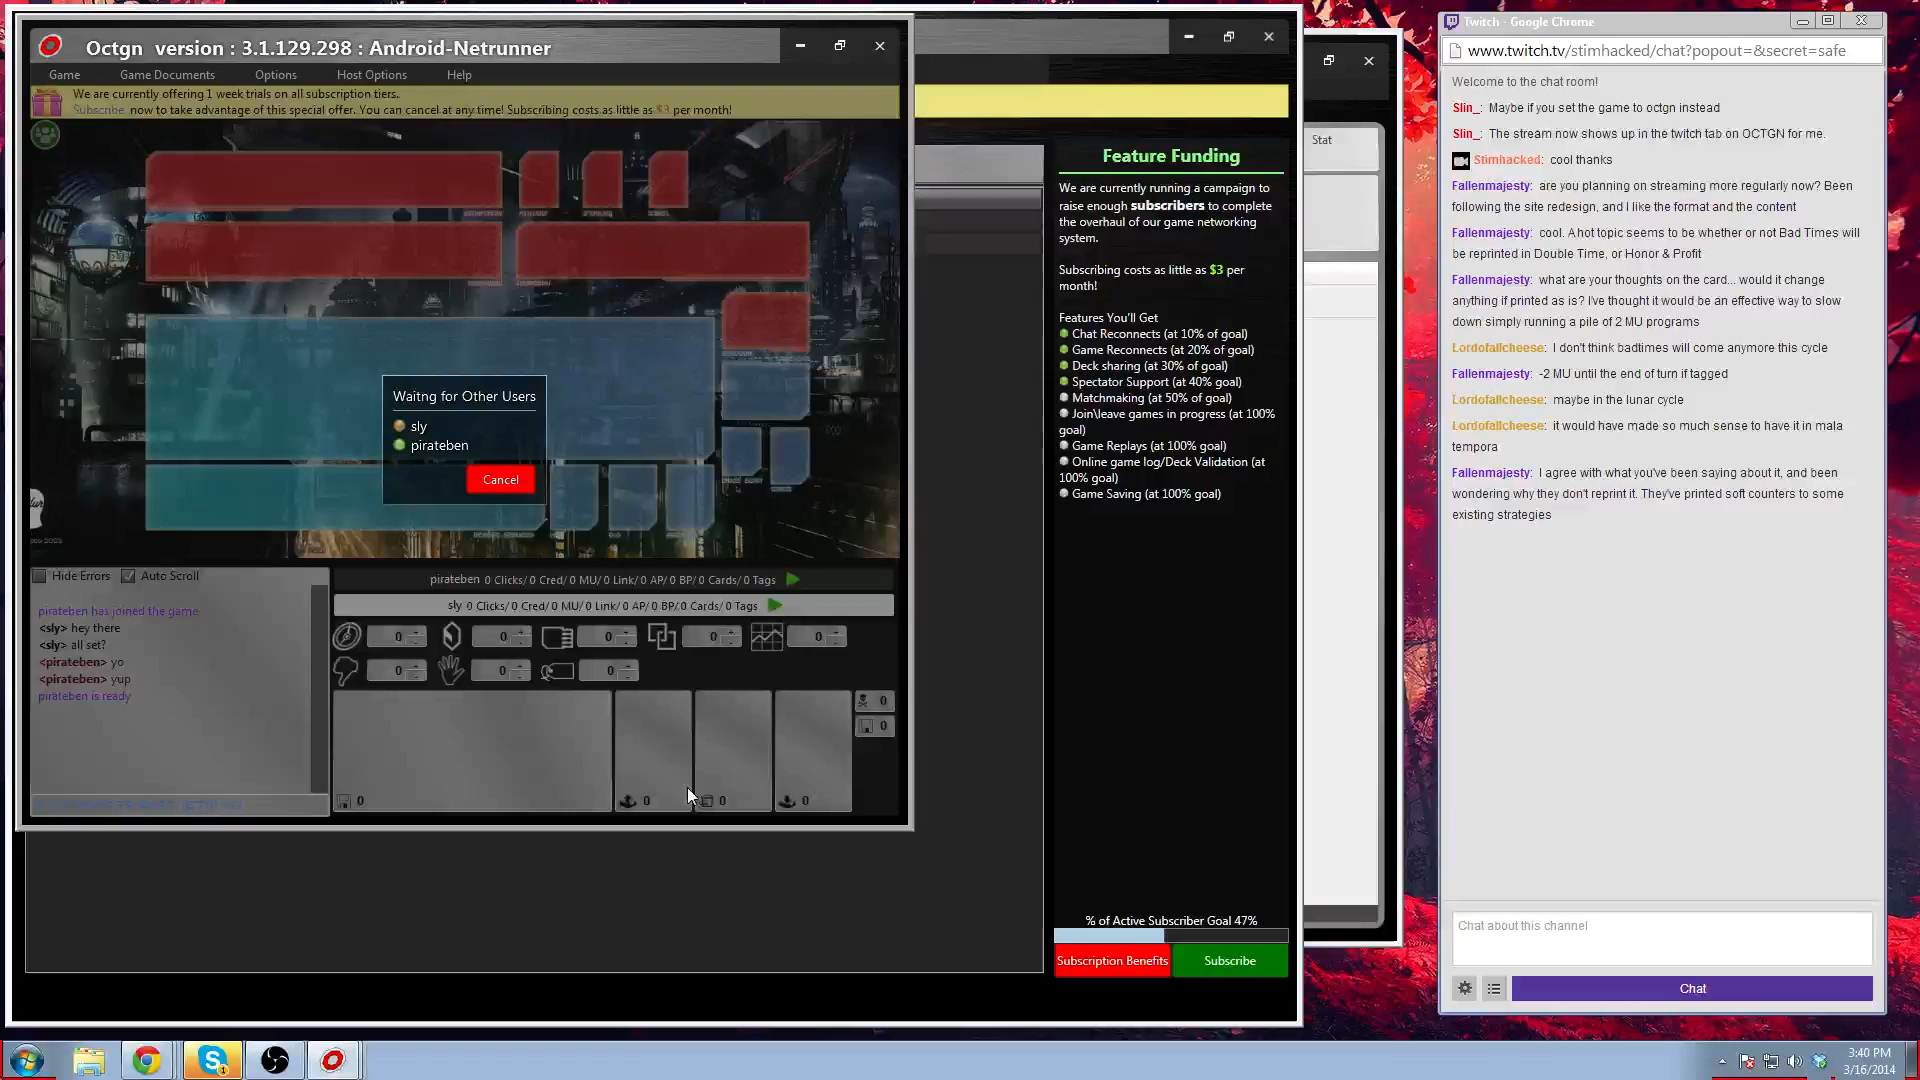 Octgn version : 3.1.129.298 : Android-Netrunner
Game Game Documents Options Host Options Help
We are currently offering 1 week trials on all subscription tiers.
Subscribe now to take advantage of this special offer. You can cancel at any time! Subscribing costs as little as $3 per month!
Waitng for Other Users
sly
pirateben
Cancel
Hide Errors Auto Scroll
pirateben has joined the game
<sly> hey there
<sly> all set?
<pirateben> yo
<pirateben> yup
pirateben is ready
pirateben 0 Clicks/ 0 Cred/ 0 MU/ 0 Link/ 0 AP/ 0 BP/ 0 Cards/ 0 Tags
sly 0 Clicks/ 0 Cred/ 0 MU/ 0 Link/ 0 AP/ 0 BP/ 0 Cards/ 0 Tags
0 0 0 0 0
0 0 0
0
0
0 0 0 0
Stat
Feature Funding
We are currently running a campaign to
raise enough subscribers to complete
the overhaul of our game networking
system.
Subscribing costs as little as $3 per
month!
Features You'll Get
Chat Reconnects (at 10% of goal)
Game Reconnects (at 20% of goal)
Deck sharing (at 30% of goal)
Spectator Support (at 40% goal)
Matchmaking (at 50% of goal)
Join\leave games in progress (at 100%
goal)
Game Replays (at 100% goal)
Online game log/Deck Validation (at
100% goal)
Game Saving (at 100% goal)
% of Active Subscriber Goal 47%
Subscription Benefits Subscribe
Twitch - Google Chrome
www.twitch.tv/stimhacked/chat?popout=&secret=safe
Welcome to the chat room!
Slin_: Maybe if you set the game to octgn instead
Slin_: The stream now shows up in the twitch tab on OCTGN for me.
Stimhacked: cool thanks
Fallenmajesty: are you planning on streaming more regularly now? Been
following the site redesign, and I like the format and the content
Fallenmajesty: cool. A hot topic seems to be whether or not Bad Times will
be reprinted in Double Time, or Honor & Profit
Fallenmajesty: what are your thoughts on the card... would it change
anything if printed as is? I've thought it would be an effective way to slow
down simply running a pile of 2 MU programs
Lordofallcheese: I don't think badtimes will come anymore this cycle
Fallenmajesty: -2 MU until the end of turn if tagged
Lordofallcheese: maybe in the lunar cycle
Lordofallcheese: it would have made so much sense to have it in mala
tempora
Fallenmajesty: I agree with what you've been saying about it, and been
wondering why they don't reprint it. They've printed soft counters to some
existing strategies
Chat about this channel
Chat
3:40 PM
3/16/2014